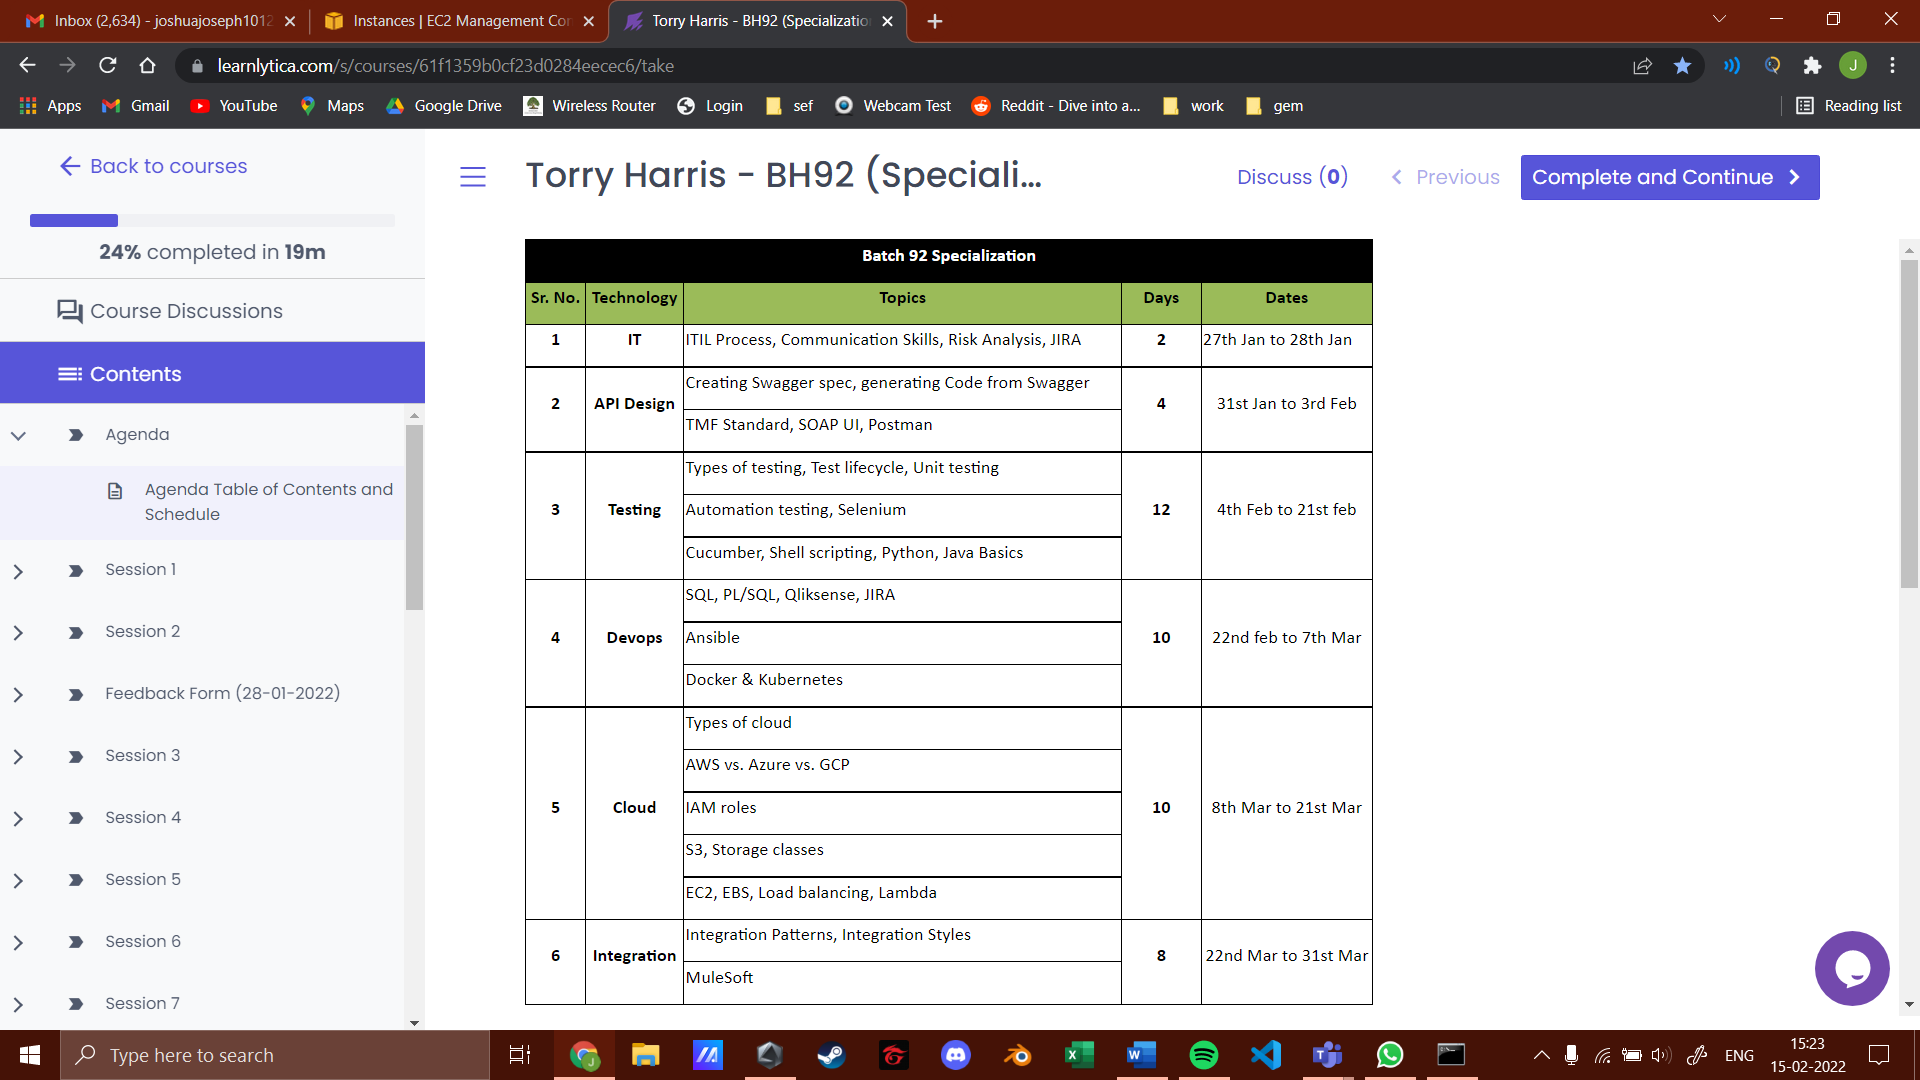 Inbox (2,634) - joshuajoseph1012
Instances | EC2 Management Con
Torry Harris - BH92 (Specializatio
learnlytica.com/s/courses/61f1359b0cf23d0284eecec6/take
J
Apps
Gmail
YouTube
Maps
Google Drive
Wireless Router
Login
sef
Webcam Test
Reddit - Dive into a...
work
gem
Reading list
Back to courses
24% completed in 19m
Course Discussions
Contents
Agenda
Agenda Table of Contents and
Schedule
Session 1
Session 2
Feedback Form (28-01-2022)
Session 3
Session 4
Session 5
Session 6
Session 7
Torry Harris - BH92 (Speciali...
Discuss (0)
Previous
Complete and Continue
Batch 92 Specialization
Sr. No. Technology Topics Days Dates
1 IT ITIL Process, Communication Skills, Risk Analysis, JIRA 2 27th Jan to 28th Jan
Creating Swagger spec, generating Code from Swagger
2 API Design 4 31st Jan to 3rd Feb
TMF Standard, SOAP UI, Postman
Types of testing, Test lifecycle, Unit testing
3 Testing Automation testing, Selenium 12 4th Feb to 21st feb
Cucumber, Shell scripting, Python, Java Basics
SQL, PL/SQL, Qliksense, JIRA
4 Devops Ansible 10 22nd feb to 7th Mar
Docker & Kubernetes
Types of cloud
AWS vs. Azure vs. GCP
5 Cloud IAM roles 10 8th Mar to 21st Mar
S3, Storage classes
EC2, EBS, Load balancing, Lambda
Integration Patterns, Integration Styles
6 Integration 8 22nd Mar to 31st Mar
MuleSoft
Type here to search
ENG
15:23
15-02-2022